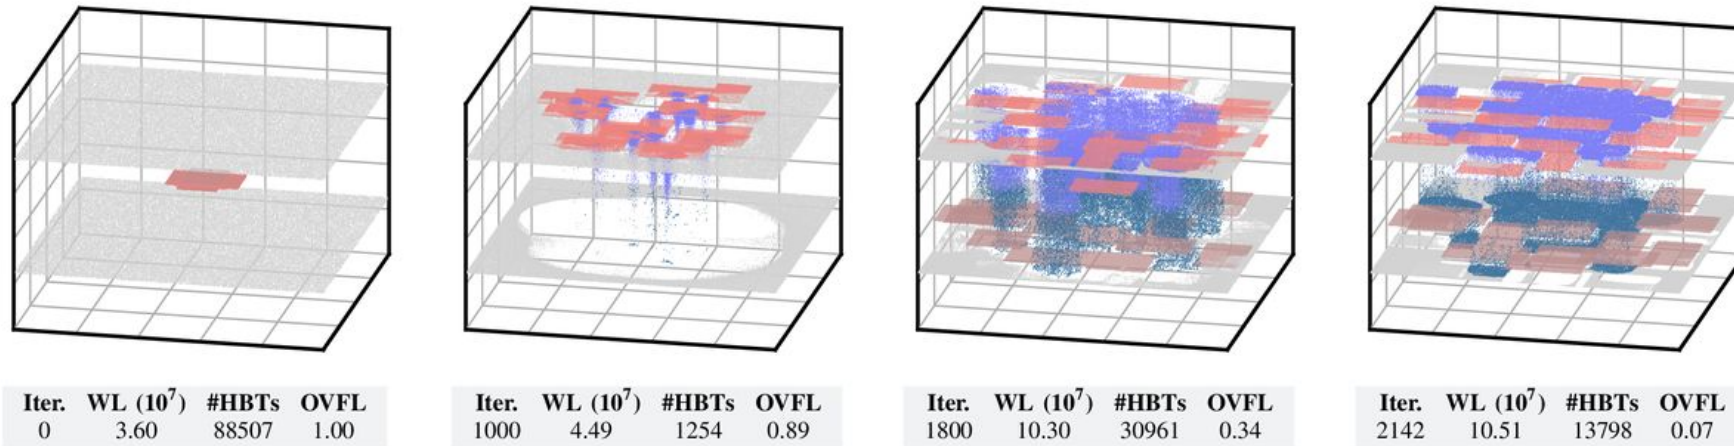 Iter. WL (10^7) #HBTs OVFL
0 3.60 88507 1.00
Iter. WL (10^7) #HBTs OVFL
1000 4.49 1254 0.89
Iter. WL (10^7) #HBTs OVFL
1800 10.30 30961 0.34
Iter. WL (10^7) #HBTs OVFL
2142 10.51 13798 0.07